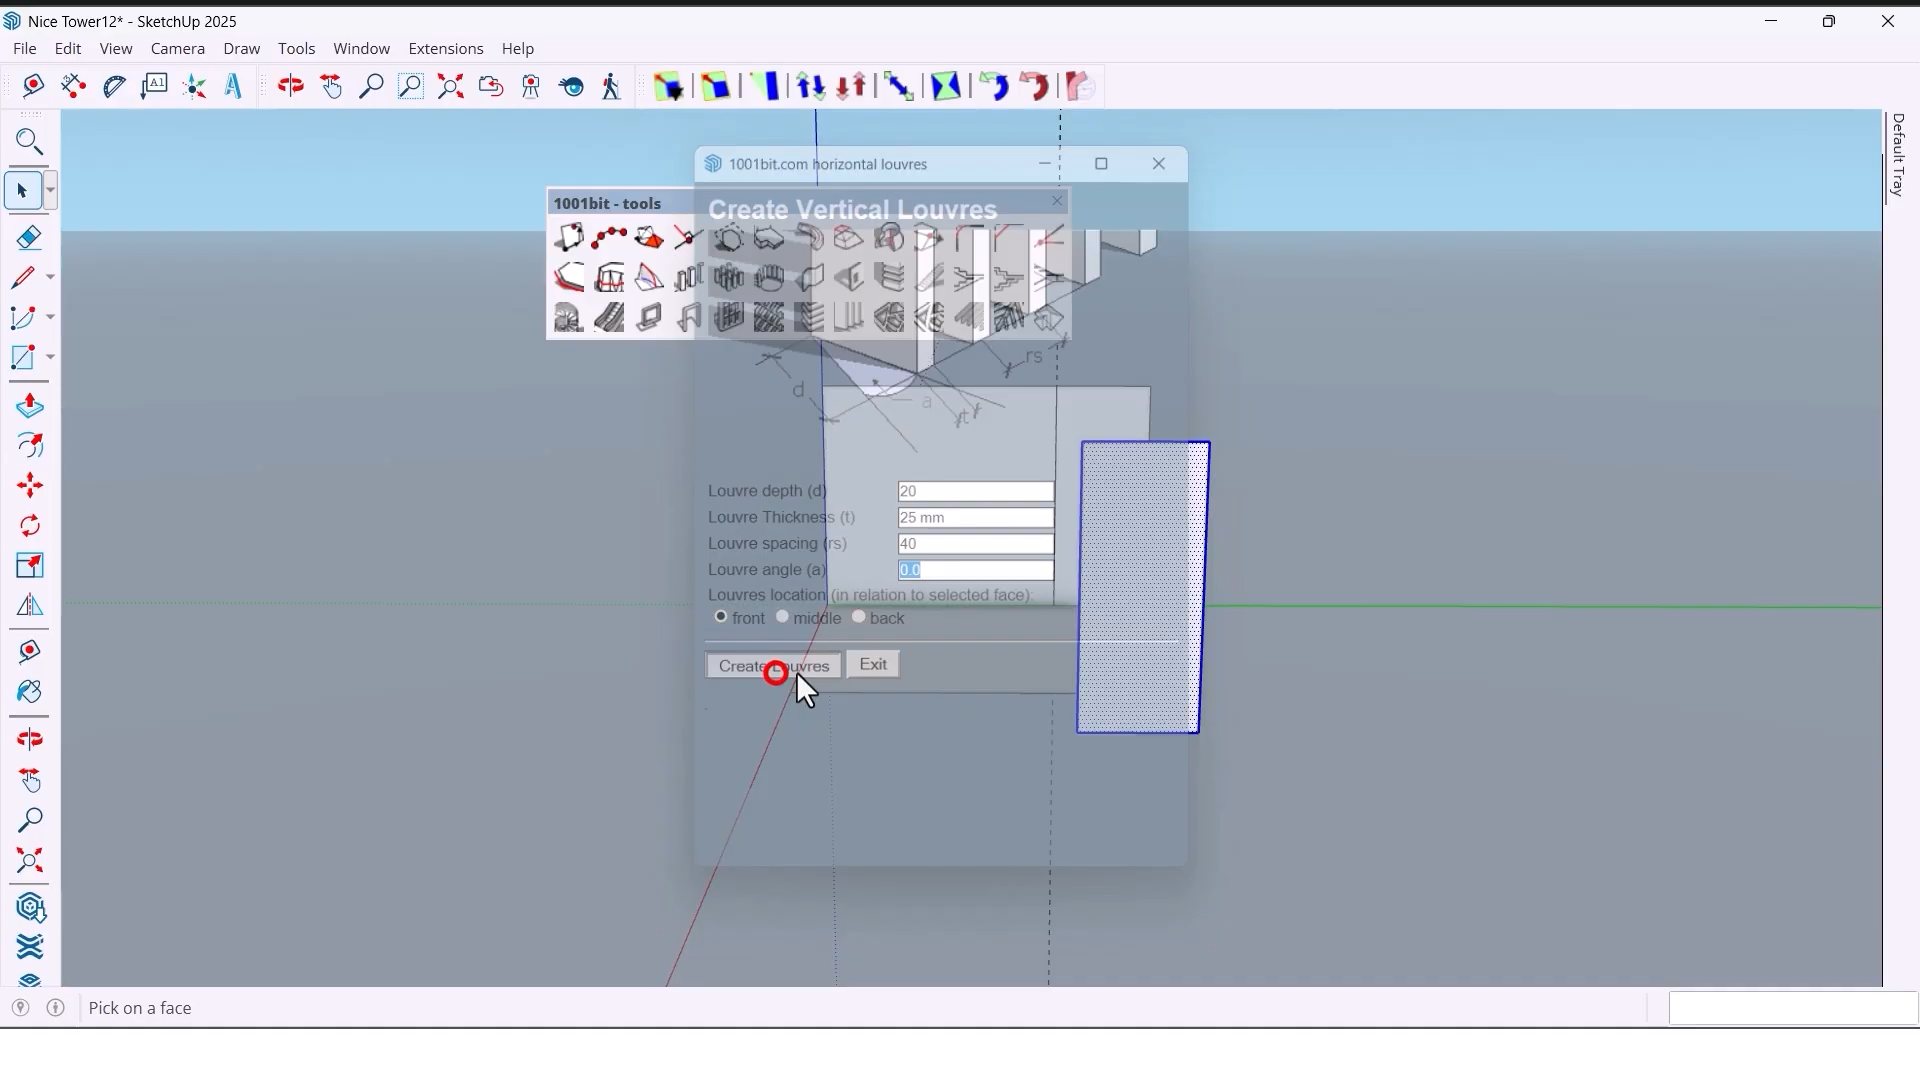 Nice Tower12* - SketchUp 2025
File Edit View Camera Draw Tools Window Extensions Help
A1
Default Tray
1001bit.com horizontal louvres
1001bit - tools
Create Vertical Louvres
rs
d
a
t
Louvre depth (d) 20
Louvre Thickness (t) 25 mm
Louvre spacing (rs) 40
Louvre angle (a) 0.0
Louvres location (in relation to selected face):
front middle back
Create Louvres Exit
Pick on a face